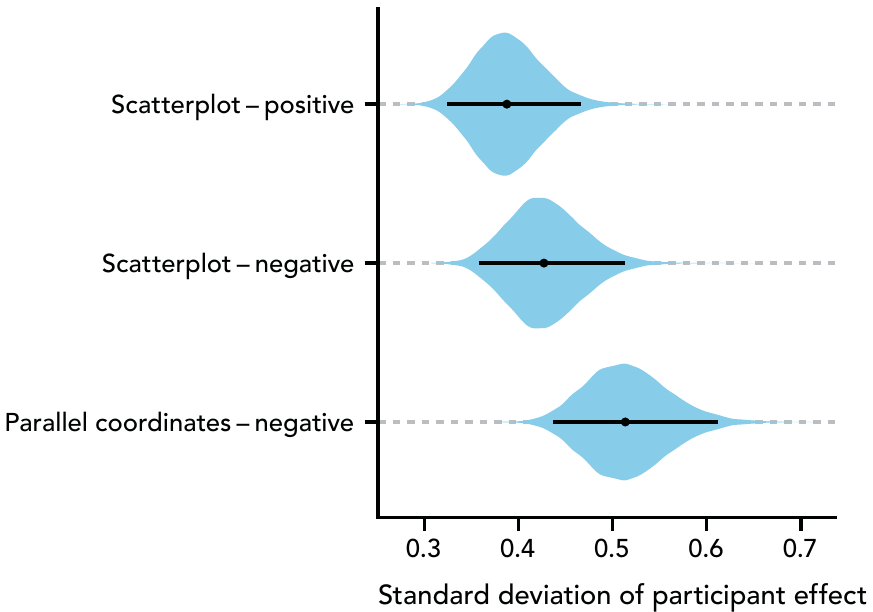 Scatterplot – positive
Scatterplot – negative
Parallel coordinates – negative
0.3 0.4 0.5 0.6 0.7
Standard deviation of participant effect